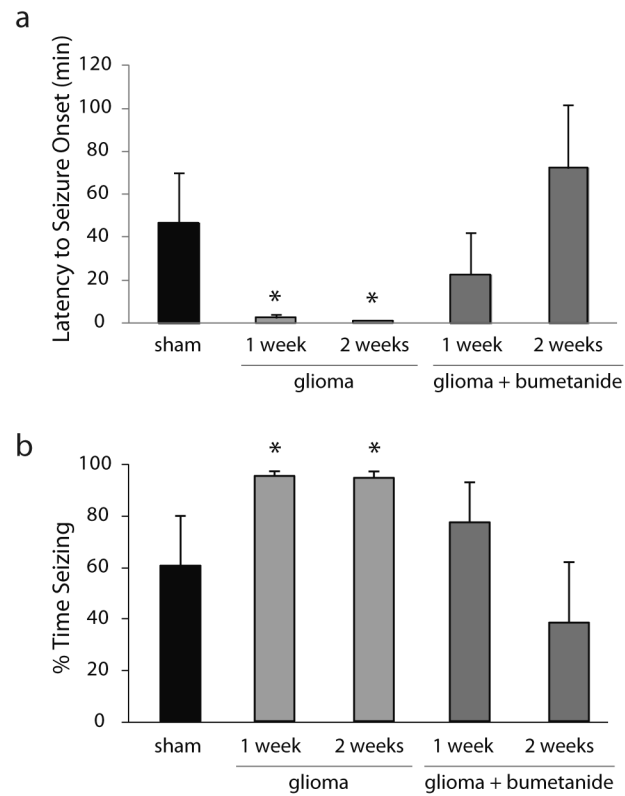 a
Latency to Seizure Onset (min)
120
100
80
60
40
20
0
* *
sham 1 week 2 weeks 1 week 2 weeks
glioma glioma + bumetanide
b
% Time Seizing
100
80
60
40
20
0
* *
sham 1 week 2 weeks 1 week 2 weeks
glioma glioma + bumetanide